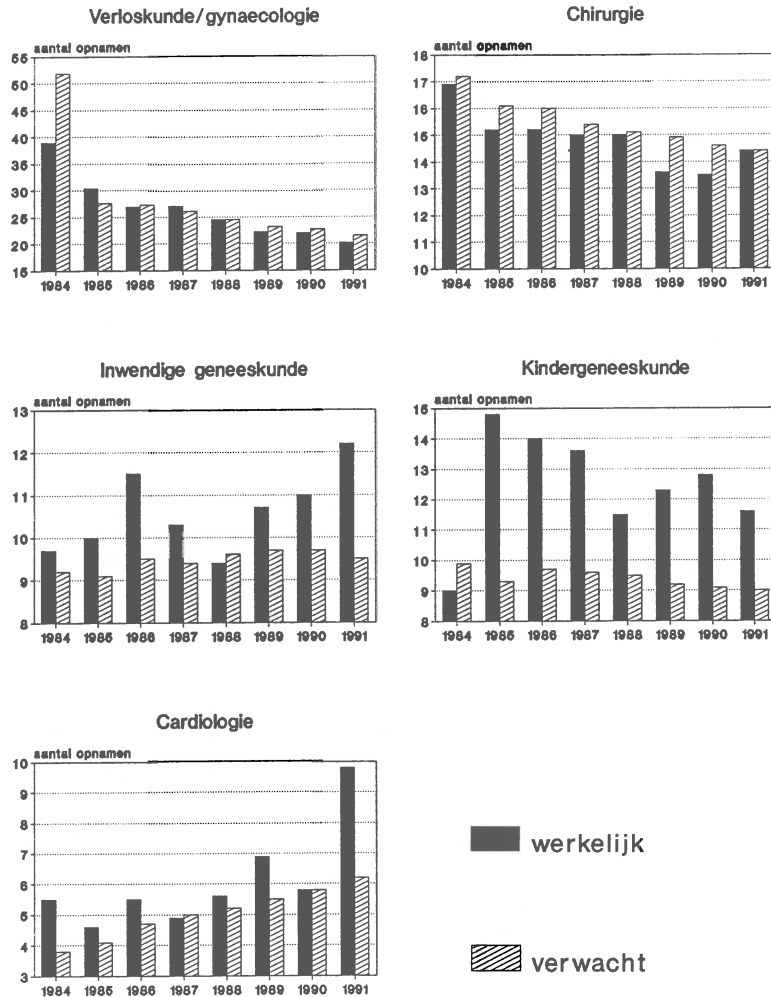 Verloskunde/gynaecologie
aantal opnamen
55
50
45
40
35
30
25
20
15
1984 1985 1986 1987 1988 1989 1990 1991
Chirurgie
aantal opnamen
18
17
16
15
14
13
12
11
10
1984 1985 1986 1987 1988 1989 1990 1991
Inwendige geneeskunde
aantal opnamen
13
12
11
10
9
8
1984 1985 1986 1987 1988 1989 1990 1991
Kindergeneeskunde
aantal opnamen
15
14
13
12
11
10
9
8
1984 1985 1986 1987 1988 1989 1990 1991
Cardiologie
aantal opnamen
10
9
8
7
6
5
4
3
1984 1985 1986 1987 1988 1989 1990 1991
werkelijk
verwacht